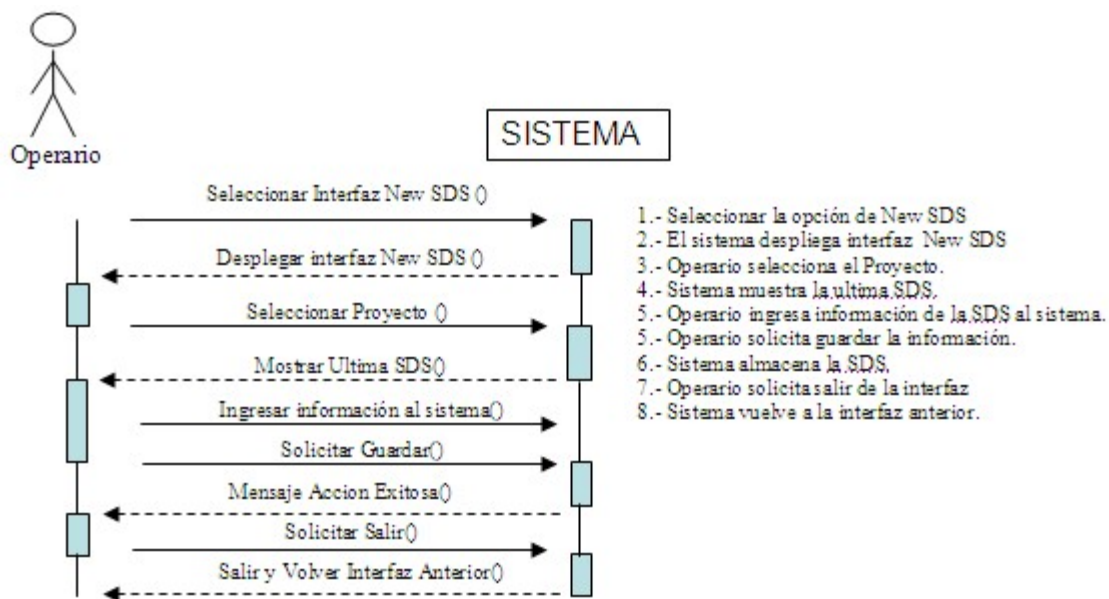 Operario
SISTEMA
Seleccionar Interfaz New SDS ()
Desplegar interfaz New SDS ()
Seleccionar Proyecto ()
Mostrar Ultima SDS()
Ingresar información al sistema()
Solicitar Guardar()
Mensaje Accion Exitosa()
Solicitar Salir()
Salir y Volver Interfaz Anterior()
1.- Seleccionar la opción de New SDS
2.- El sistema despliega interfaz New SDS
3.- Operario selecciona el Proyecto.
4.- Sistema muestra la ultima SDS.
5.- Operario ingresa información de la SDS al sistema.
5.- Operario solicita guardar la información.
6.- Sistema almacena la SDS.
7.- Operario solicita salir de la interfaz
8.- Sistema vuelve a la interfaz anterior.